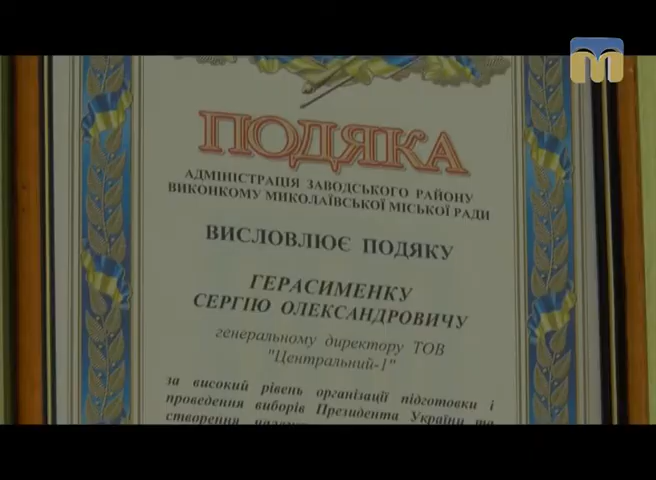 ПОДЯКА
АДМІНІСТРАЦІЯ ЗАВОДСЬКОГО РАЙОНУ
ВИКОНКОМУ МИКОЛАЇВСЬКОЇ МІСЬКОЇ РАДИ
ВИСЛОВЛЮЄ ПОДЯКУ
ГЕРАСИМЕНКУ
СЕРГІЮ ОЛЕКСАНДРОВИЧУ
генеральному директору ТОВ
"Центральний-1"
за високий рівень організації підготовки і
проведення виборів Президента України та
створення